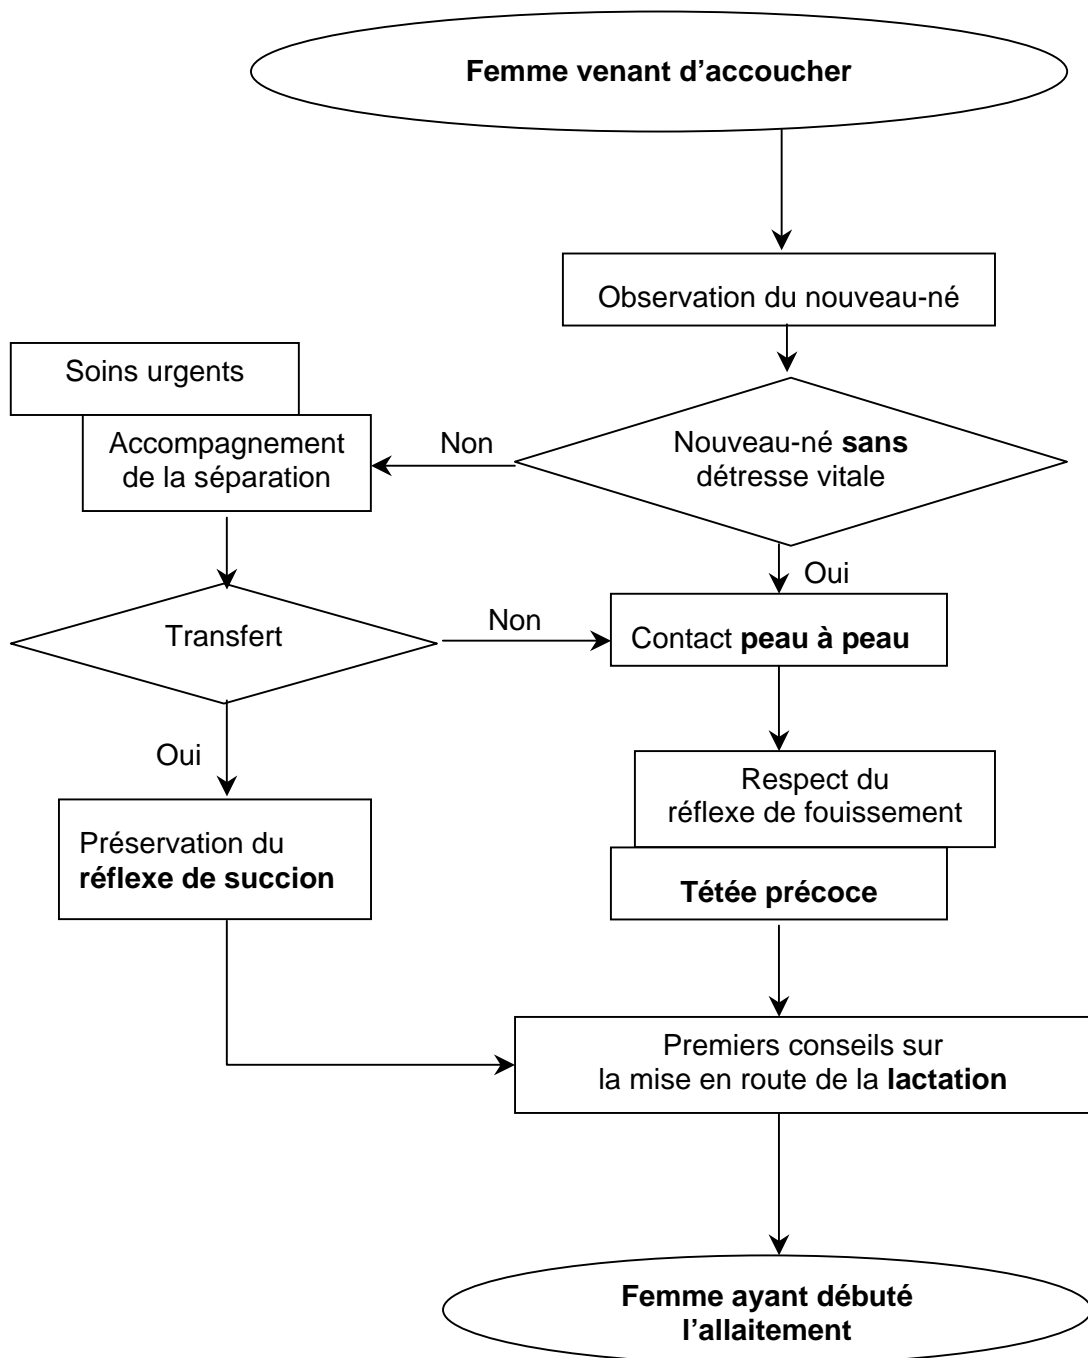 Femme venant d’accoucher
Observation du nouveau-né
Soins urgents
Accompagnement
de la séparation
Non
Nouveau-né sans
détresse vitale
Oui
Transfert
Non
Contact peau à peau
Oui
Respect du
réflexe de fouissement
Préservation du
réflexe de succion
Tétée précoce
Premiers conseils sur
la mise en route de la lactation
Femme ayant débuté
l’allaitement